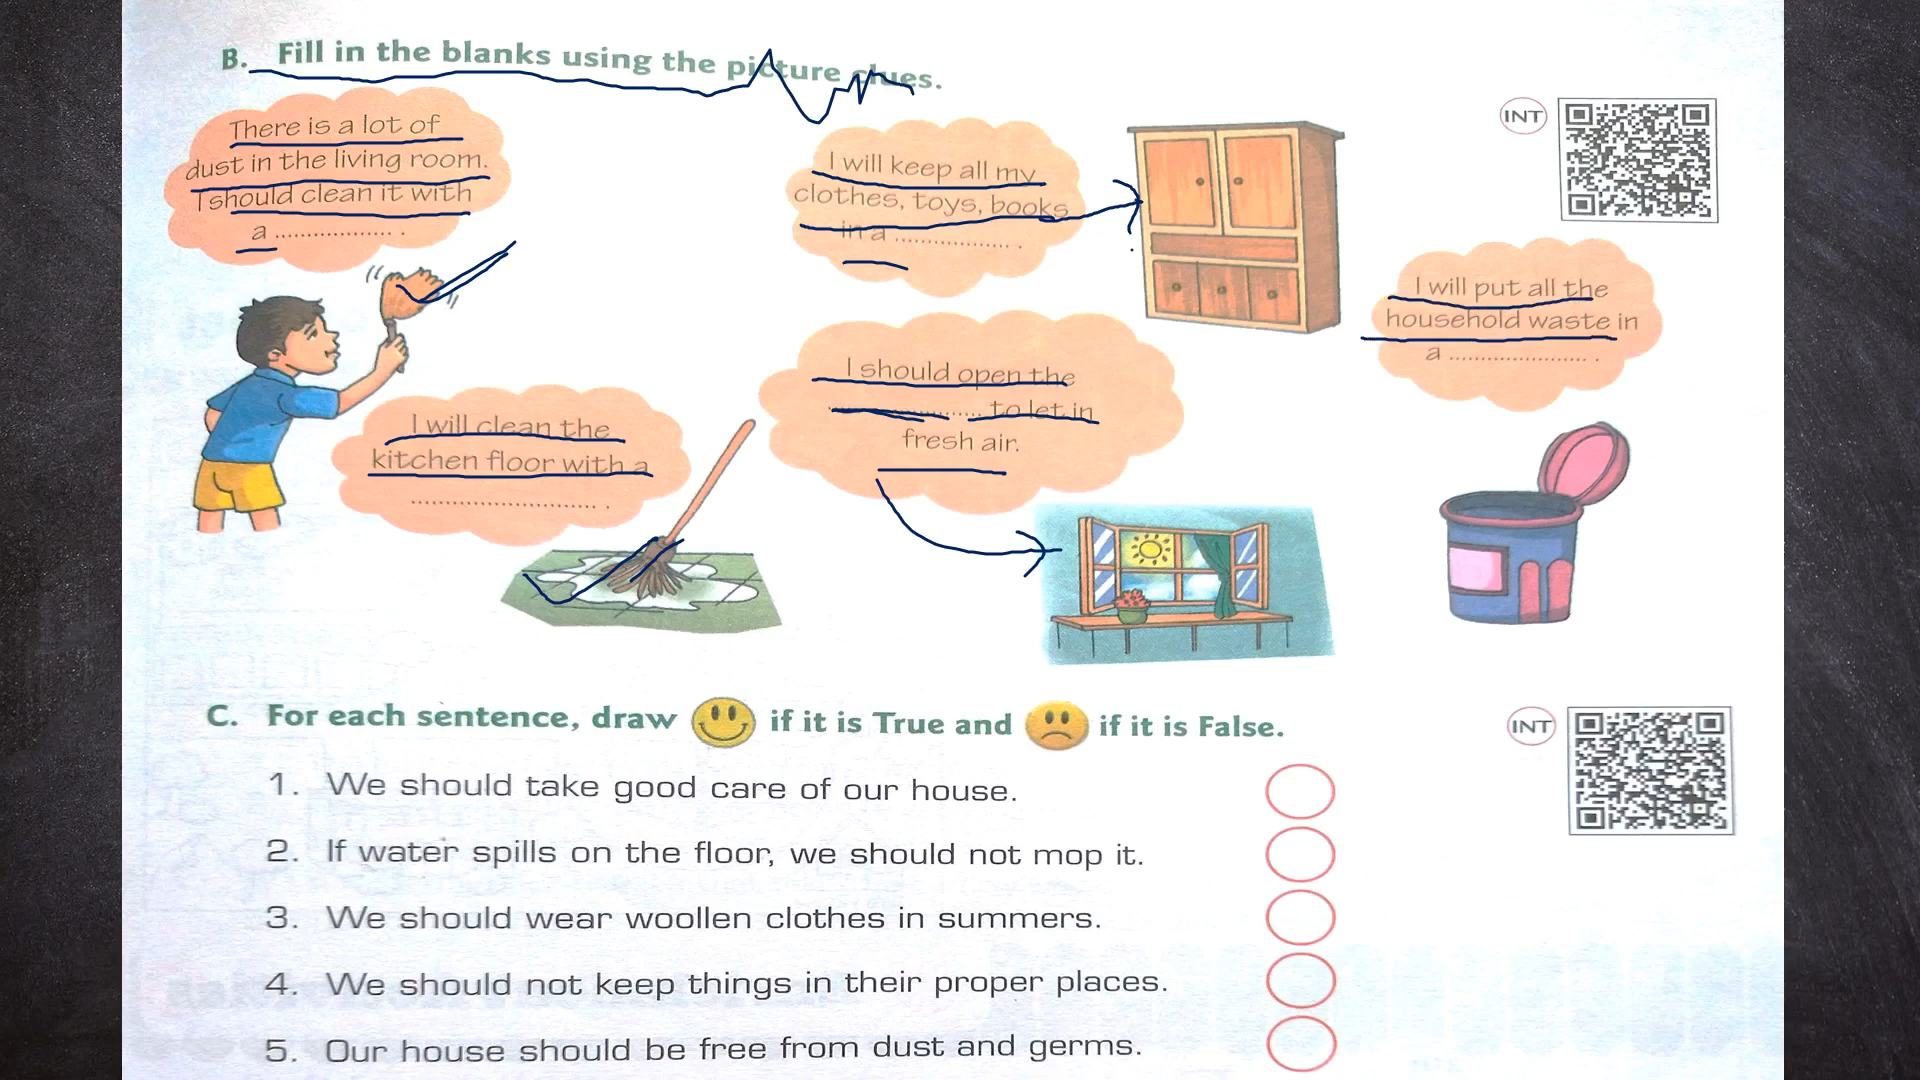 B. Fill in the blanks using the picture clues.
There is a lot of
dust in the living room.
I should clean it with
a .................. .
I will keep all my
clothes, toys, books
in a .................. .
INT
I will put all the
household waste in
a ...................... .
I should open the
...................... to let in
fresh air.
I will clean the
kitchen floor with a
............................ .
C. For each sentence, draw if it is True and if it is False.
INT
1. We should take good care of our house.
2. If water spills on the floor, we should not mop it.
3. We should wear woollen clothes in summers.
4. We should not keep things in their proper places.
5. Our house should be free from dust and germs.